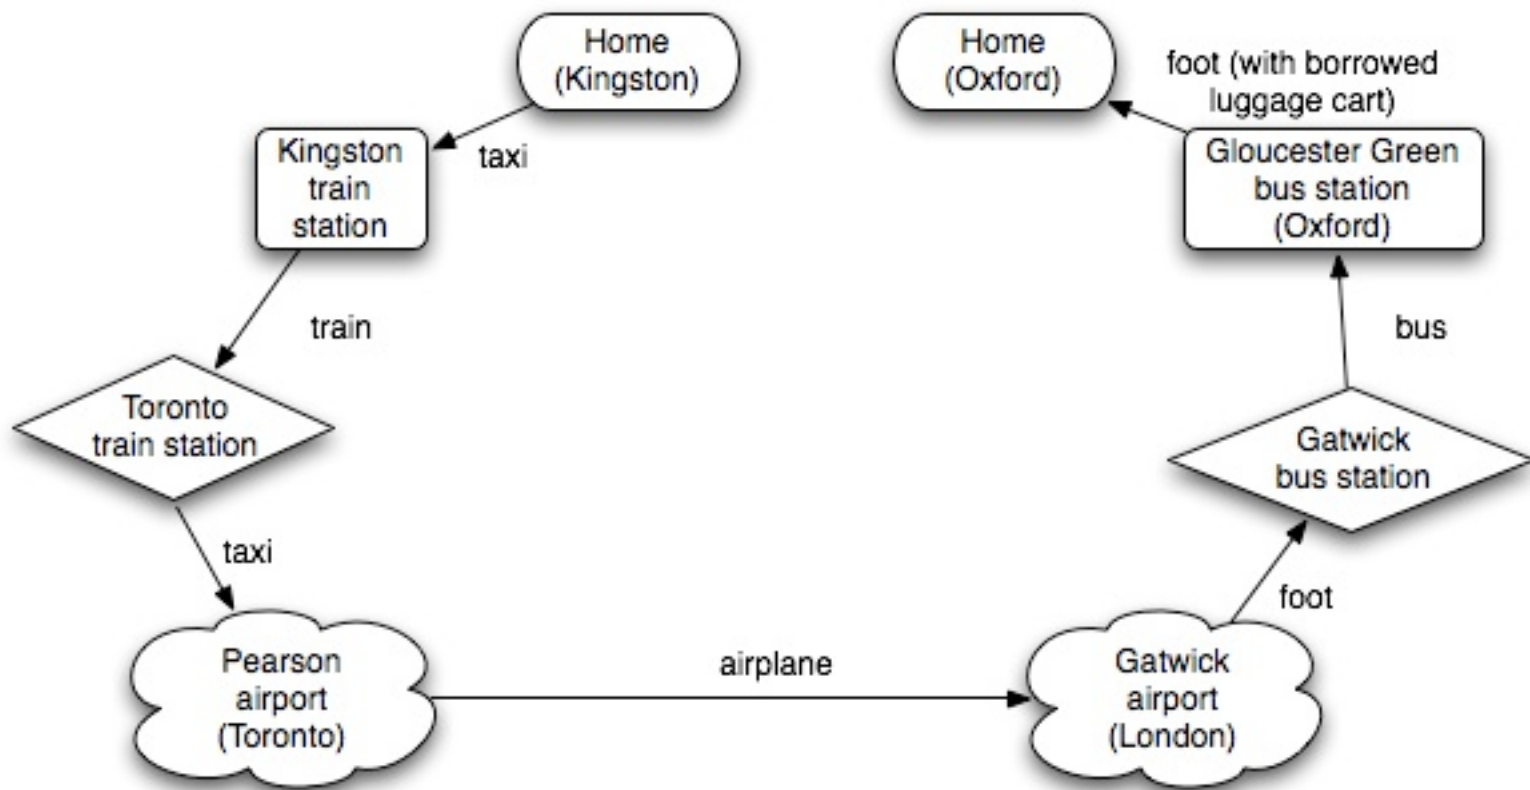 Home
(Kingston)
taxi
Kingston
train
station
train
Toronto
train station
taxi
Pearson
airport
(Toronto)
airplane
Gatwick
airport
(London)
foot
Gatwick
bus station
bus
Gloucester Green
bus station
(Oxford)
foot (with borrowed
luggage cart)
Home
(Oxford)